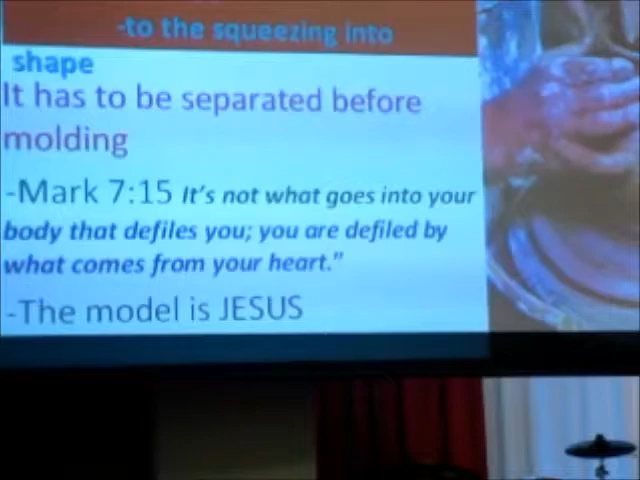 -to the squeezing into
shape
It has to be separated before
molding
-Mark 7:15 It's not what goes into your
body that defiles you; you are defiled by
what comes from your heart."
-The model is JESUS